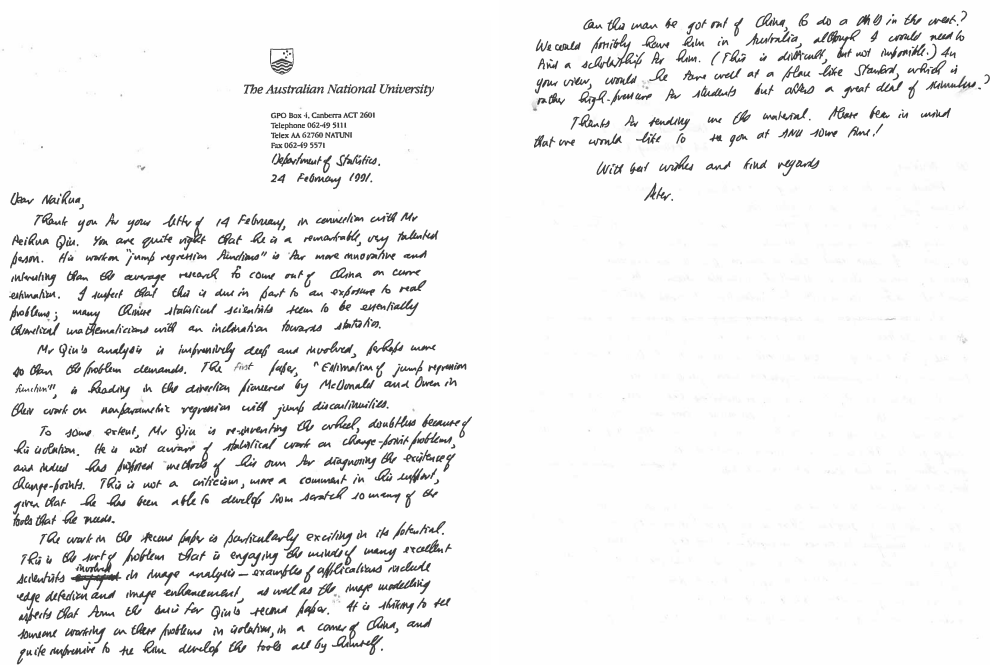 The Australian National University
GPO Box 4, Canberra ACT 2601
Telephone 062-49 5111
Telex AA 62760 NATUNI
Fax 062-49 5571
Department of Statistics.
24 February 1991.
Dear Naihua,
Thank you for your letter of 14 February, in connection with Mr
Peihua Qiu. You are quite right that he is a remarkable, very talented
person. His work on "jump regression functions" is far more innovative and
interesting than the average research to come out of China on curve
estimation. I suspect that this is due in part to an exposure to real
problems; many Chinese statistical scientists seem to be essentially
theoretical mathematicians with an inclination towards statistics.
Mr Qiu's analysis is impressively deep and involved, perhaps more
so than the problem demands. The first paper, "Estimation of jump regression
function", is heading in the direction pioneered by McDonald and Owen in
their work on nonparametric regression with jump discontinuities.
To some extent, Mr Qiu is re-inventing the wheel, doubtless because of
his isolation. He is not aware of statistical work on change-point problems,
and indeed has proposed methods of his own for diagnosing the existence of
change-points. This is not a criticism, more a comment in his support,
given that he has been able to develop from scratch so many of the
tools that he needs.
The work in the second paper is particularly exciting in its potential.
This is the sort of problem that is engaging the minds of many excellent
scientists involved in image analysis — examples of applications include
edge detection and image enhancement, as well as the image modelling
aspects that form the basis for Qiu's second paper. It is striking to see
someone working on these problems in isolation, in a corner of China, and
quite impressive to see him develop the tools all by himself.
Can this man be got out of China, to do a PhD in the west?
We could possibly have him in Australia, although I would need to
find a scholarship for him. (This is difficult, but not impossible.) In
your view, would he fare well at a place like Stanford, which is
rather high-pressure for students but offers a great deal of stimulus?
Thanks for sending me the material. Please bear in mind
that we would like to see you at ANU some time!
With best wishes and kind regards
Peter.